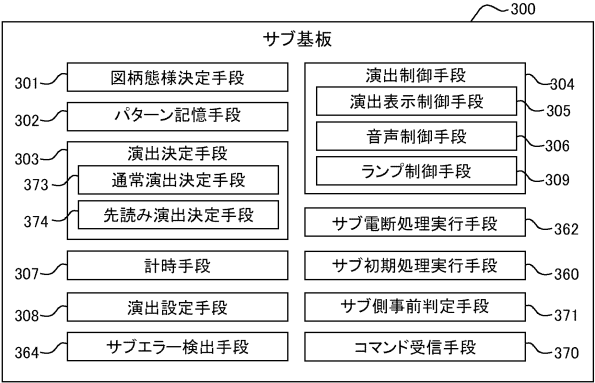 300
サブ基板
301 図柄態様決定手段
302 パターン記憶手段
303 演出決定手段
373 通常演出決定手段
374 先読み演出決定手段
307 計時手段
308 演出設定手段
364 サブエラー検出手段
演出制御手段 304
演出表示制御手段 305
音声制御手段 306
ランプ制御手段 309
サブ電断処理実行手段 362
サブ初期処理実行手段 360
サブ側事前判定手段 371
コマンド受信手段 370